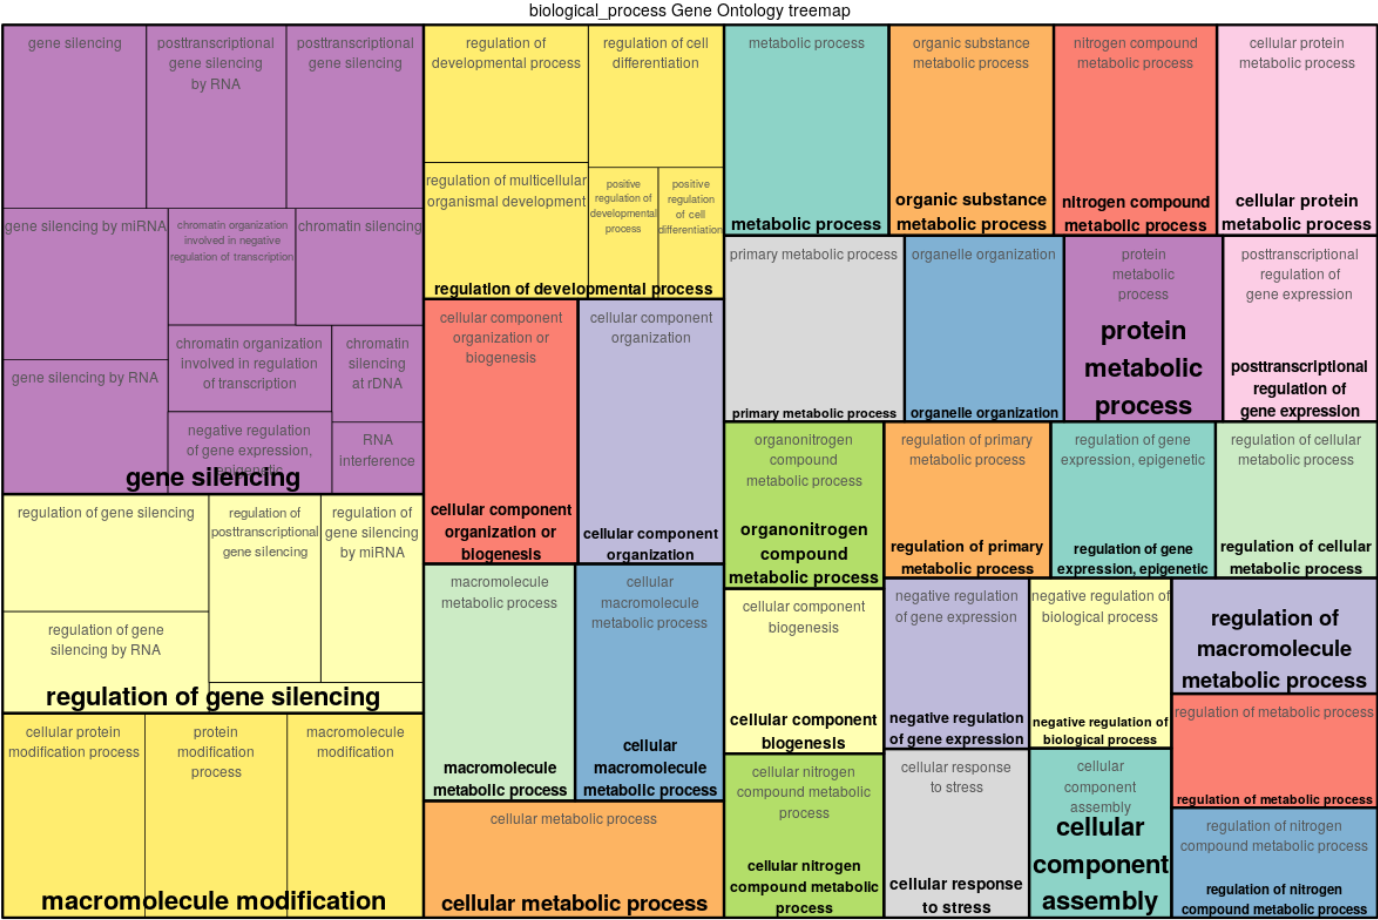 biological_process Gene Ontology treemap
gene silencing
posttranscriptional
gene silencing
by RNA
posttranscriptional
gene silencing
gene silencing by miRNA
chromatin organization
involved in negative
regulation of transcription
chromatin silencing
gene silencing by RNA
chromatin organization
involved in regulation
of transcription
chromatin
silencing
at rDNA
negative regulation
of gene expression,
epigenetic
RNA
interference
gene silencing
regulation of gene silencing
regulation of
posttranscriptional
gene silencing
regulation of
gene silencing
by miRNA
regulation of gene
silencing by RNA
regulation of gene silencing
cellular protein
modification process
protein
modification
process
macromolecule
modification
macromolecule modification
regulation of
developmental process
regulation of cell
differentiation
regulation of multicellular
organismal development
positive
regulation of
developmental
process
positive
regulation
of cell
differentiation
regulation of developmental process
cellular component
organization or
biogenesis
cellular component
organization or
biogenesis
cellular component
organization
cellular component
organization
macromolecule
metabolic process
macromolecule
metabolic process
cellular
macromolecule
metabolic process
cellular
macromolecule
metabolic process
cellular metabolic process
cellular metabolic process
metabolic process
metabolic process
organic substance
metabolic process
organic substance
metabolic process
nitrogen compound
metabolic process
nitrogen compound
metabolic process
cellular protein
metabolic process
cellular protein
metabolic process
primary metabolic process
primary metabolic process
organelle organization
organelle organization
protein
metabolic
process
protein
metabolic
process
posttranscriptional
regulation of
gene expression
posttranscriptional
regulation of
gene expression
organonitrogen
compound
metabolic process
organonitrogen
compound
metabolic process
regulation of primary
metabolic process
regulation of primary
metabolic process
regulation of gene
expression, epigenetic
regulation of gene
expression, epigenetic
regulation of cellular
metabolic process
regulation of cellular
metabolic process
cellular component
biogenesis
cellular component
biogenesis
negative regulation
of gene expression
negative regulation
of gene expression
negative regulation of
biological process
negative regulation of
biological process
regulation of
macromolecule
metabolic process
regulation of metabolic process
regulation of metabolic process
cellular nitrogen
compound metabolic
process
cellular nitrogen
compound metabolic
process
cellular response
to stress
cellular response
to stress
cellular
component
assembly
cellular
component
assembly
regulation of nitrogen
compound metabolic process
regulation of nitrogen
compound metabolic process